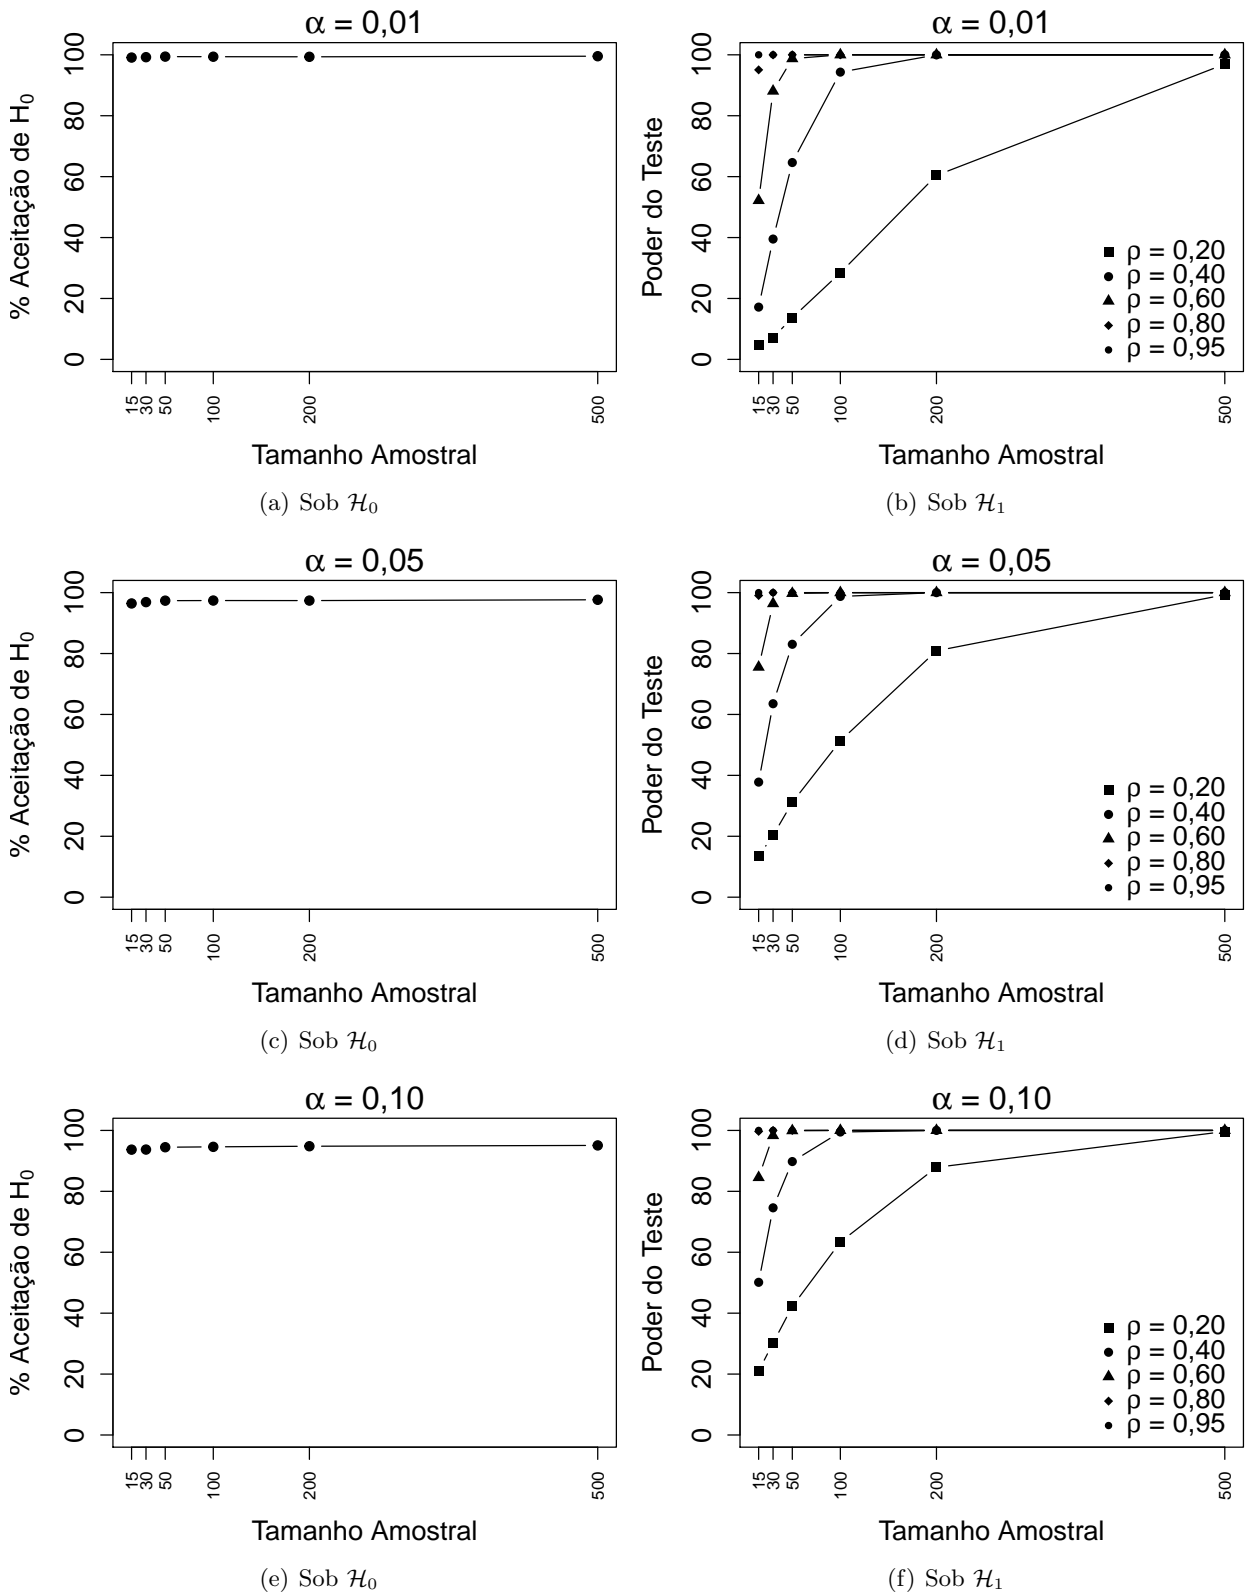 α = 0,01
% Aceitação de H0
100
80
60
40
20
0
15
30
50
100
200
500
Tamanho Amostral
(a) Sob ℋ0
α = 0,01
Poder do Teste
100
80
60
40
20
0
ρ = 0,20
ρ = 0,40
ρ = 0,60
ρ = 0,80
ρ = 0,95
15
30
50
100
200
500
Tamanho Amostral
(b) Sob ℋ1
α = 0,05
% Aceitação de H0
100
80
60
40
20
0
15
30
50
100
200
500
Tamanho Amostral
(c) Sob ℋ0
α = 0,05
Poder do Teste
100
80
60
40
20
0
ρ = 0,20
ρ = 0,40
ρ = 0,60
ρ = 0,80
ρ = 0,95
15
30
50
100
200
500
Tamanho Amostral
(d) Sob ℋ1
α = 0,10
% Aceitação de H0
100
80
60
40
20
0
15
30
50
100
200
500
Tamanho Amostral
(e) Sob ℋ0
α = 0,10
Poder do Teste
100
80
60
40
20
0
ρ = 0,20
ρ = 0,40
ρ = 0,60
ρ = 0,80
ρ = 0,95
15
30
50
100
200
500
Tamanho Amostral
(f) Sob ℋ1